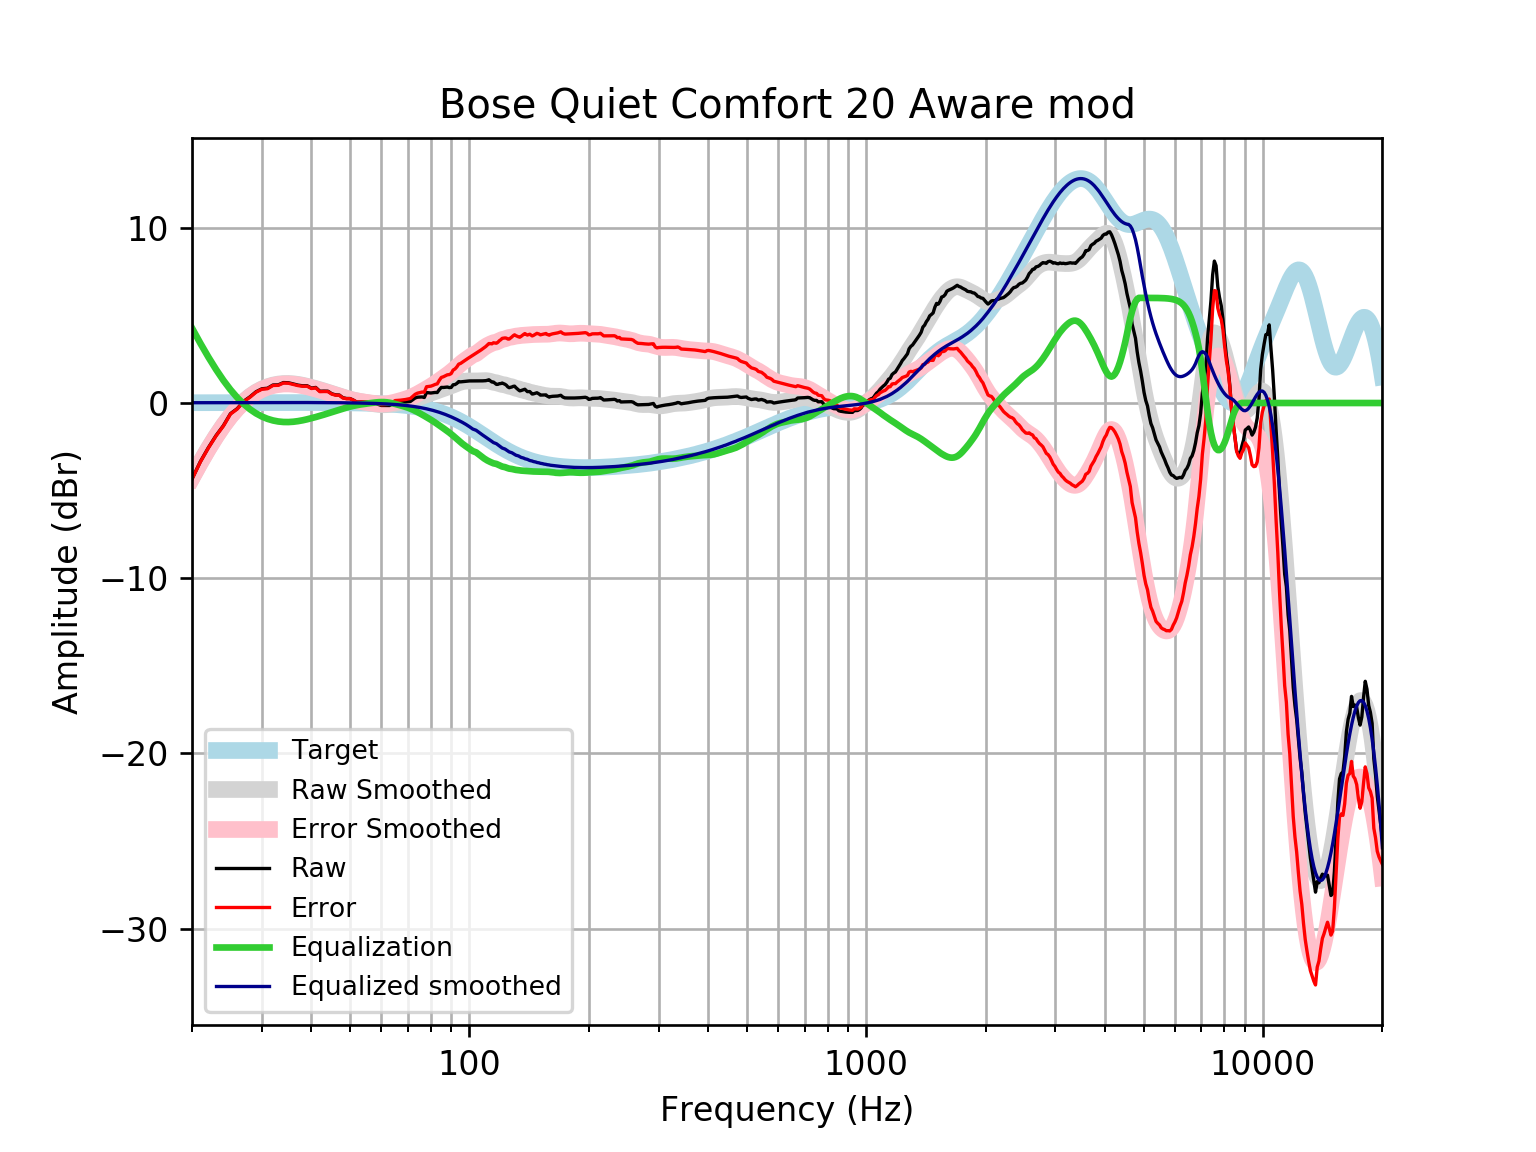 Bose Quiet Comfort 20 Aware mod
10
0
−10
−20
−30
Amplitude (dBr)
Target
Raw Smoothed
Error Smoothed
Raw
Error
Equalization
Equalized smoothed
100
1000
10000
Frequency (Hz)